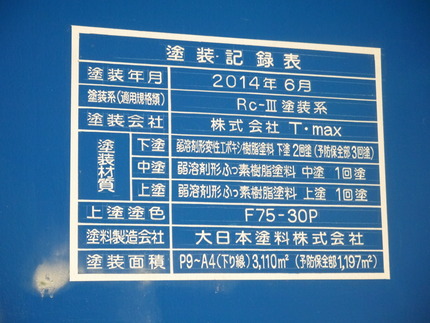 塗装・記録表
塗装年月 2014年6月
塗装系(適用規格類) Rc-Ⅲ塗装系
塗装会社 株式会社 T・max
塗装材質 下塗 弱溶剤形変性エポキシ樹脂塗料 下塗 2回塗(予防保全部3回塗)
中塗 弱溶剤形ふっ素樹脂塗料 中塗 1回塗
上塗 弱溶剤形ふっ素樹脂塗料 上塗 1回塗
上塗塗色 F75-30P
塗料製造会社 大日本塗料株式会社
塗装面積 P9~A4(下り線)3,110㎡(予防保全部1,197㎡)